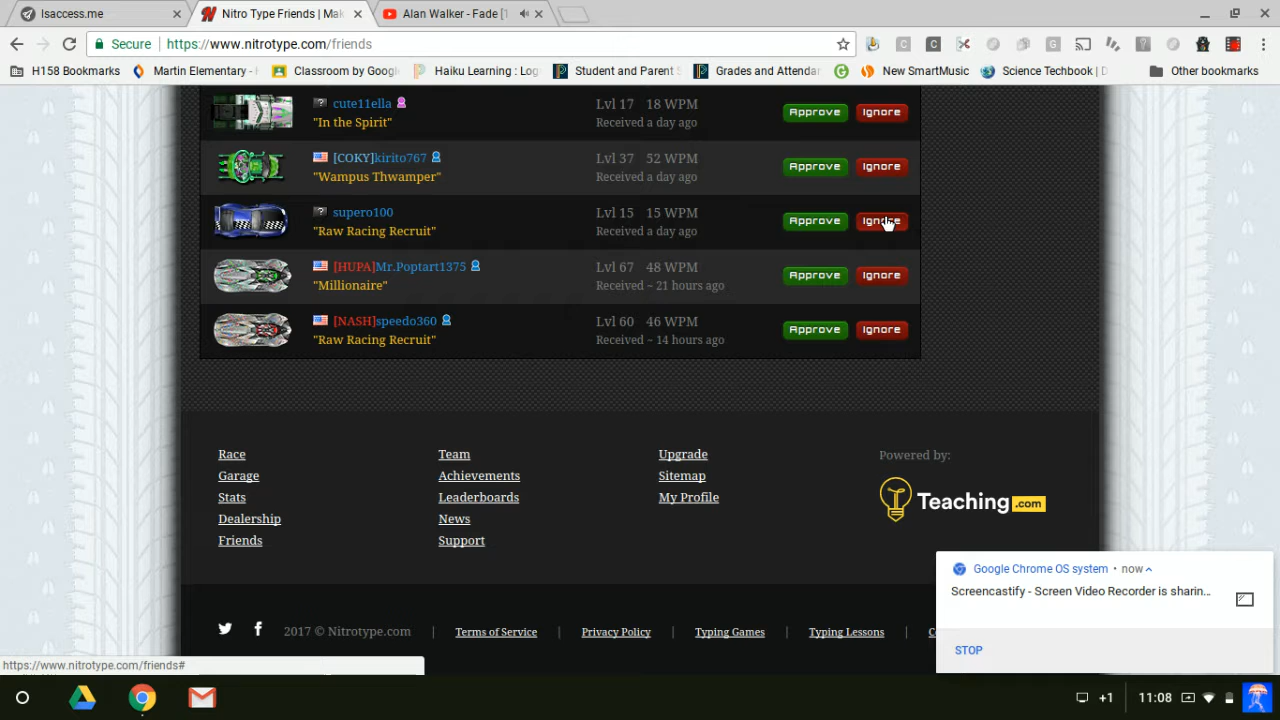 lsaccess.me
Nitro Type Friends | Mak
Alan Walker - Fade [1
Secure
https://www.nitrotype.com/friends
H158 Bookmarks
Martin Elementary -
Classroom by Goog
Haiku Learning : Log
Student and Parent S
Grades and Attendan
New SmartMusic
Science Techbook | D
Other bookmarks
cute11ella
Lvl 17 18 WPM
Approve
Ignore
"In the Spirit"
Received a day ago
[COKY]kirito767
Lvl 37 52 WPM
Approve
Ignore
"Wampus Thwamper"
Received a day ago
supero100
Lvl 15 15 WPM
Approve
Ignore
"Raw Racing Recruit"
Received a day ago
[HUPA]Mr.Poptart1375
Lvl 67 48 WPM
Approve
Ignore
"Millionaire"
Received ~ 21 hours ago
[NASH]speedo360
Lvl 60 46 WPM
Approve
Ignore
"Raw Racing Recruit"
Received ~ 14 hours ago
Race
Garage
Stats
Dealership
Friends
Team
Achievements
Leaderboards
News
Support
Upgrade
Sitemap
My Profile
Powered by:
Teaching.com
Google Chrome OS system • now
Screencastify - Screen Video Recorder is sharin...
STOP
2017 © Nitrotype.com | Terms of Service | Privacy Policy | Typing Games | Typing Lessons | C
https://www.nitrotype.com/friends#
+1
11:08